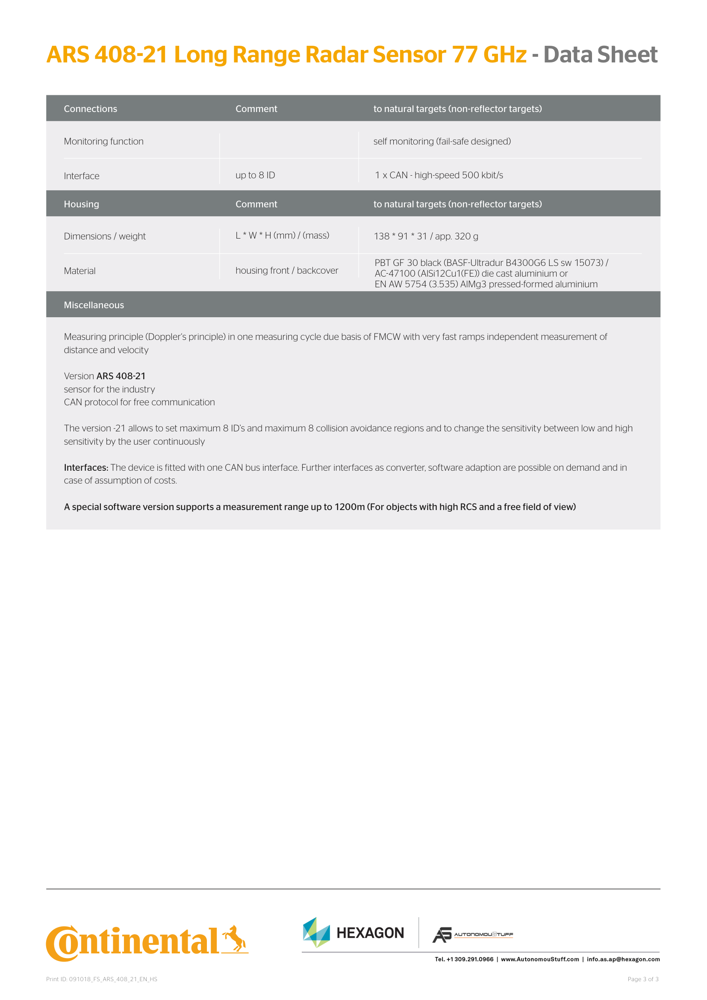 ARS 408-21 Long Range Radar Sensor 77 GHz - Data Sheet
Connections Comment to natural targets (non-reflector targets)
Monitoring function self monitoring (fail-safe designed)
Interface up to 8 ID 1 x CAN - high-speed 500 kbit/s
Housing Comment to natural targets (non-reflector targets)
Dimensions / weight L * W * H (mm) / (mass) 138 * 91 * 31 / app. 320 g
Material housing front / backcover PBT GF 30 black (BASF-Ultradur B4300G6 LS sw 15073) /
AC-47100 (AlSi12Cu1(FE)) die cast aluminium or
EN AW 5754 (3.535) AlMg3 pressed-formed aluminium
Miscellaneous
Measuring principle (Doppler's principle) in one measuring cycle due basis of FMCW with very fast ramps independent measurement of
distance and velocity
Version ARS 408-21
sensor for the industry
CAN protocol for free communication
The version -21 allows to set maximum 8 ID's and maximum 8 collision avoidance regions and to change the sensitivity between low and high
sensitivity by the user continuously
Interfaces: The device is fitted with one CAN bus interface. Further interfaces as converter, software adaption are possible on demand and in
case of assumption of costs.
A special software version supports a measurement range up to 1200m (For objects with high RCS and a free field of view)
Continental
HEXAGON
AS AUTONOMOUSTUFF
Tel. +1 309.291.0966 | www.AutonomouStuff.com | info.as.ap@hexagon.com
Print ID: 091018_FS_ARS_408_21_EN_HS
Page 3 of 3